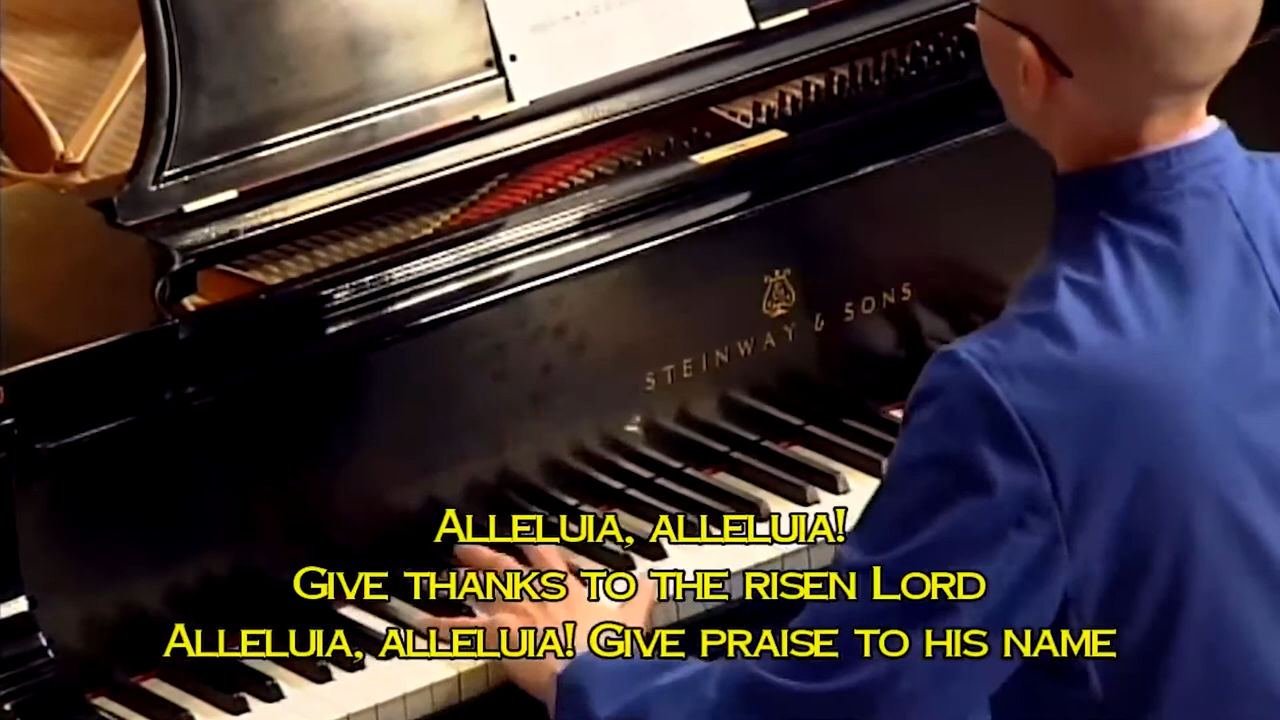 STEINWAY & SONS
Alleluia, alleluia!
Give thanks to the risen Lord
Alleluia, alleluia! Give praise to his name